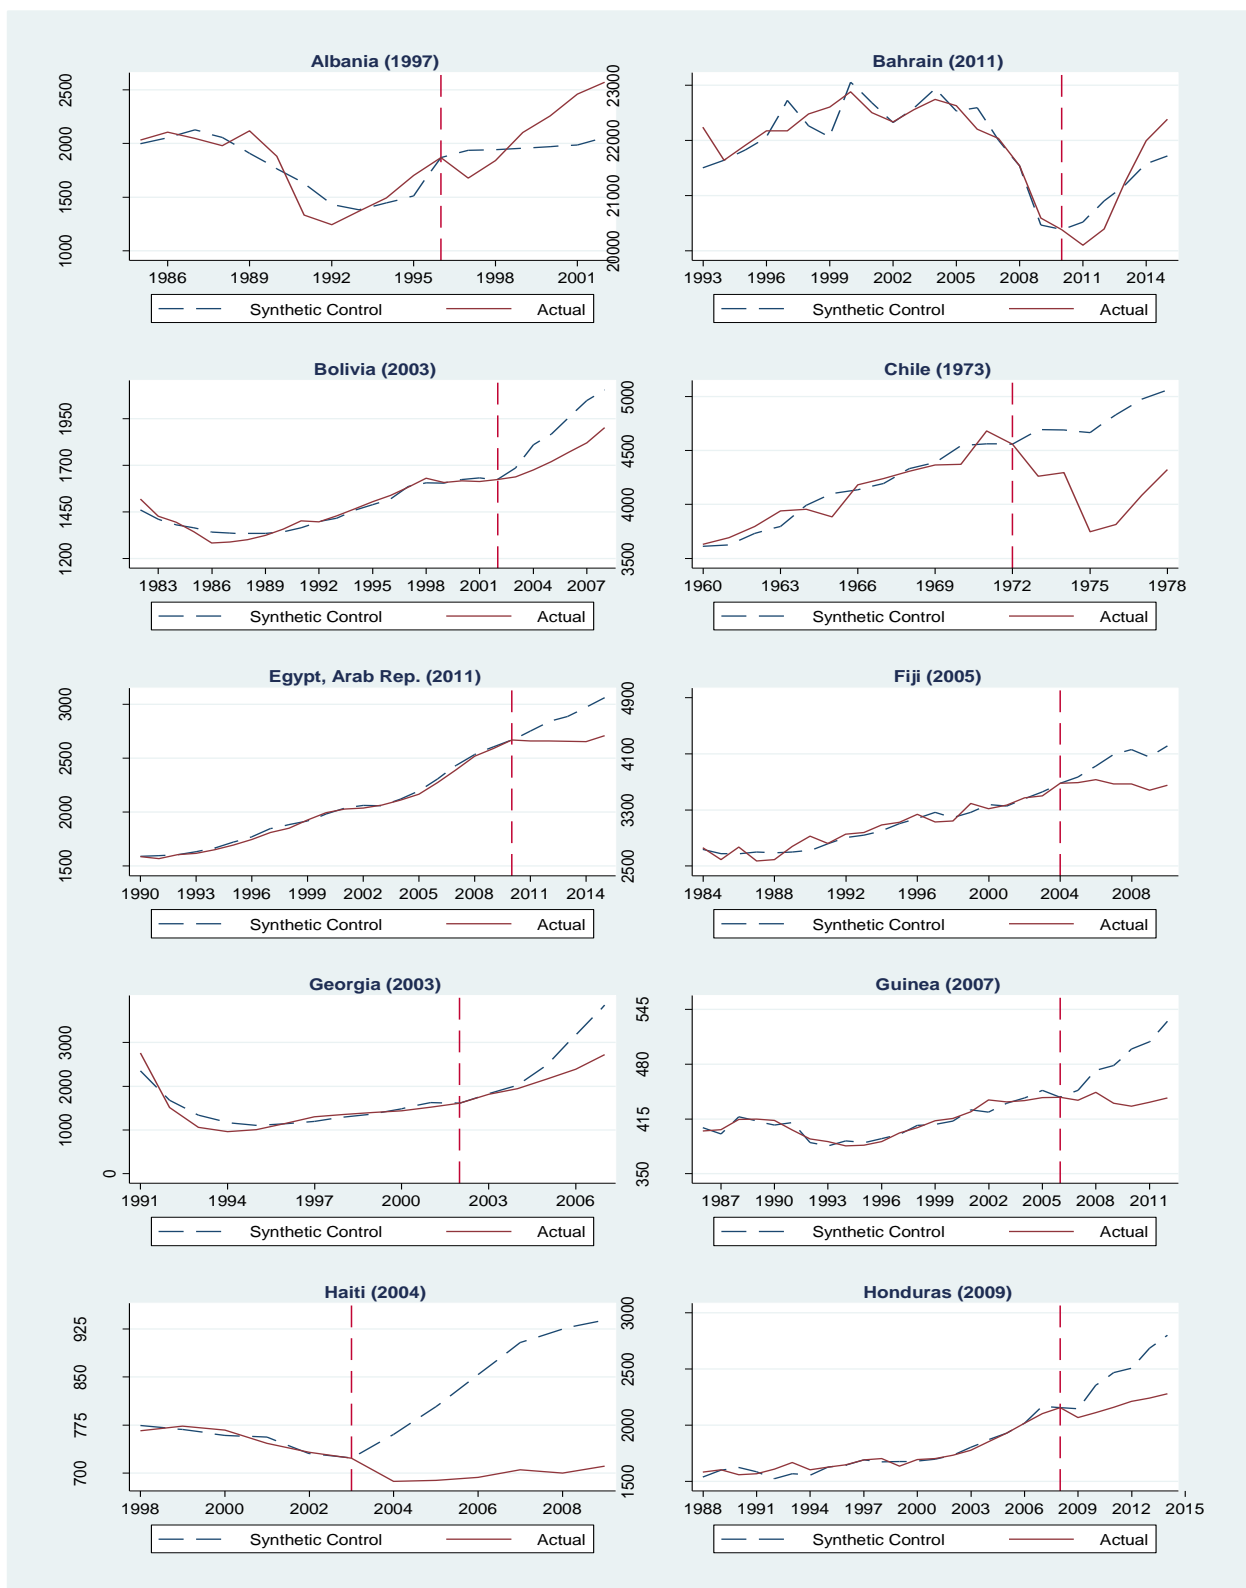 Albania (1997)
2500
2000
1500
1000
1986 1989 1992 1995 1998 2001
Synthetic Control Actual
Bahrain (2011)
23000
22000
21000
20000
1993 1996 1999 2002 2005 2008 2011 2014
Synthetic Control Actual
Bolivia (2003)
1950
1700
1450
1200
1983 1986 1989 1992 1995 1998 2001 2004 2007
Synthetic Control Actual
Chile (1973)
5000
4500
4000
3500
1960 1963 1966 1969 1972 1975 1978
Synthetic Control Actual
Egypt, Arab Rep. (2011)
3000
2500
2000
1500
1990 1993 1996 1999 2002 2005 2008 2011 2014
Synthetic Control Actual
Fiji (2005)
4900
4100
3300
2500
1984 1988 1992 1996 2000 2004 2008
Synthetic Control Actual
Georgia (2003)
3000
2000
1000
0
1991 1994 1997 2000 2003 2006
Synthetic Control Actual
Guinea (2007)
545
480
415
350
1987 1990 1993 1996 1999 2002 2005 2008 2011
Synthetic Control Actual
Haiti (2004)
925
850
775
700
1998 2000 2002 2004 2006 2008
Synthetic Control Actual
Honduras (2009)
3000
2500
2000
1500
1988 1991 1994 1997 2000 2003 2006 2009 2012 2015
Synthetic Control Actual